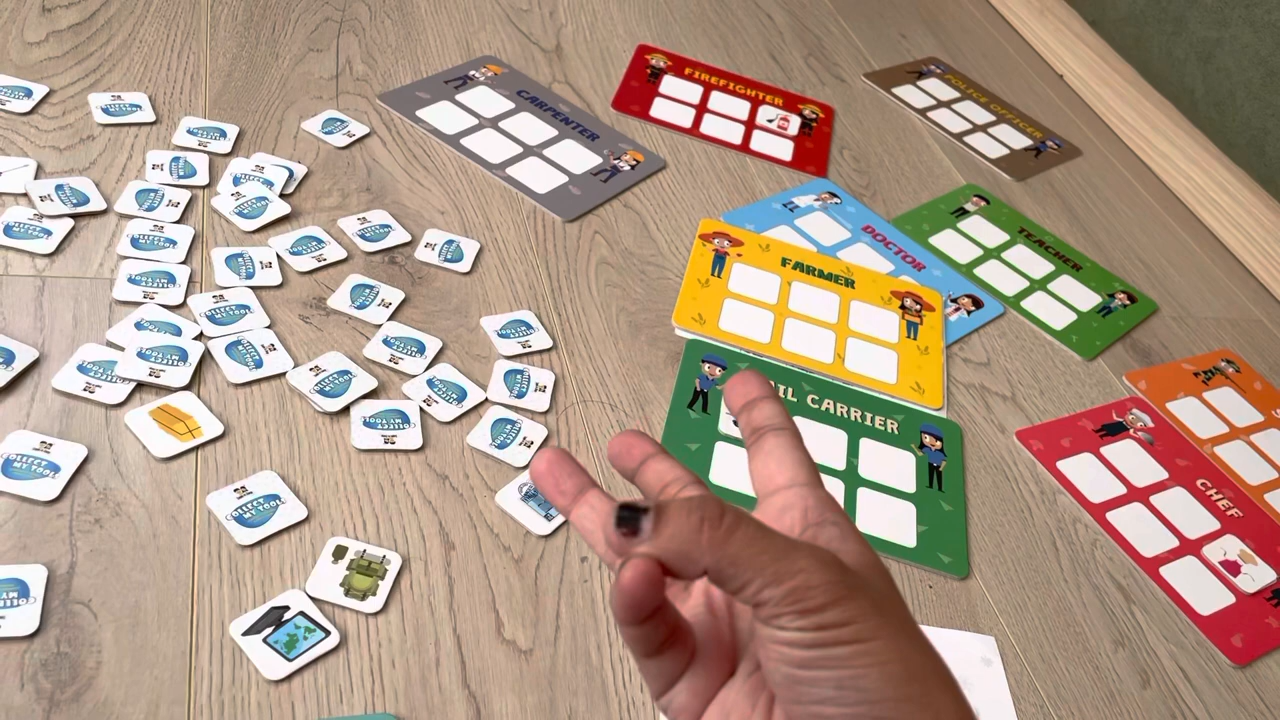 CARPENTER
FIREFIGHTER
POLICE OFFICER
DOCTOR
TEACHER
FARMER
IL CARRIER
CHEF
COLLECT
MY TOOL